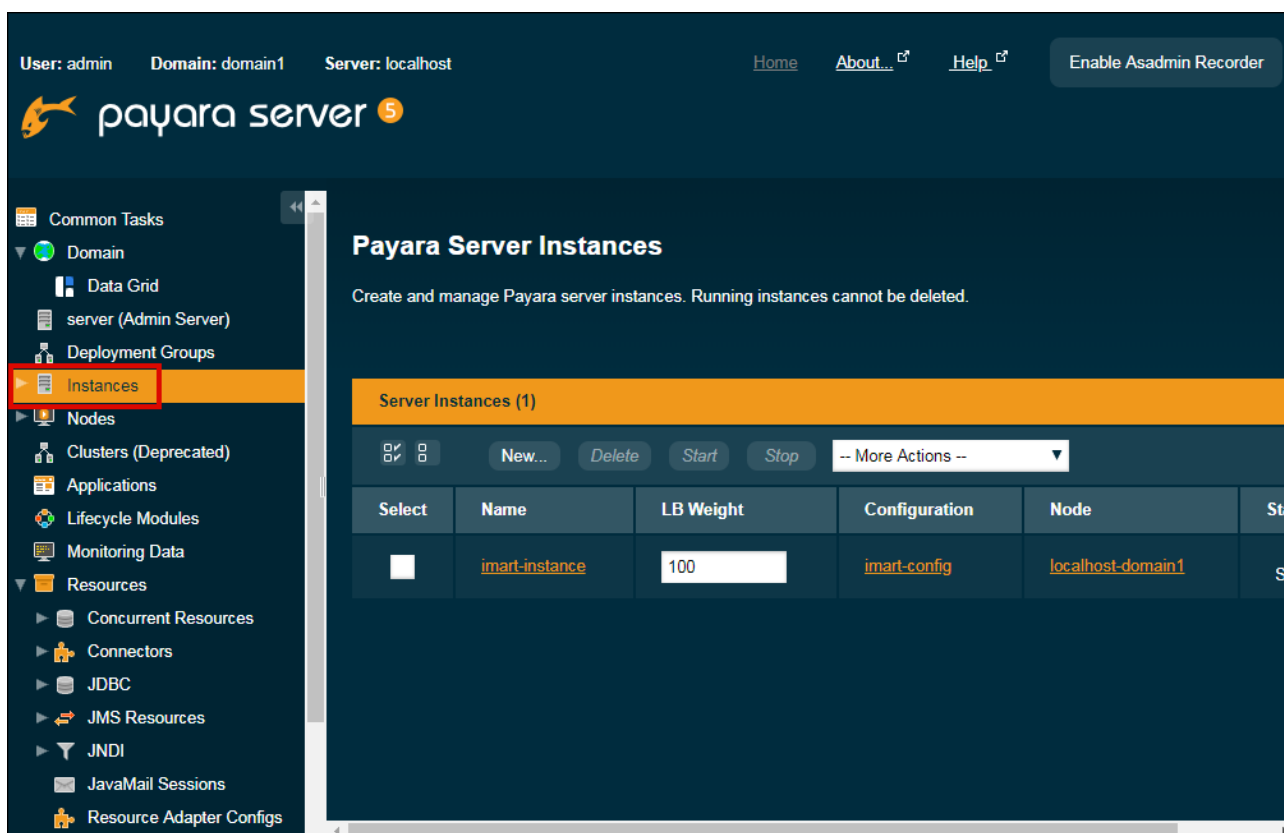 User: admin Domain: domain1 Server: localhost Home About... Help Enable Asadmin Recorder
payara server 5
Common Tasks
Domain
Data Grid
server (Admin Server)
Deployment Groups
Instances
Nodes
Clusters (Deprecated)
Applications
Lifecycle Modules
Monitoring Data
Resources
Concurrent Resources
Connectors
JDBC
JMS Resources
JNDI
JavaMail Sessions
Resource Adapter Configs
Payara Server Instances
Create and manage Payara server instances. Running instances cannot be deleted.
Server Instances (1)
New... Delete Start Stop -- More Actions --
Select Name LB Weight Configuration Node
imart-instance 100 imart-config localhost-domain1